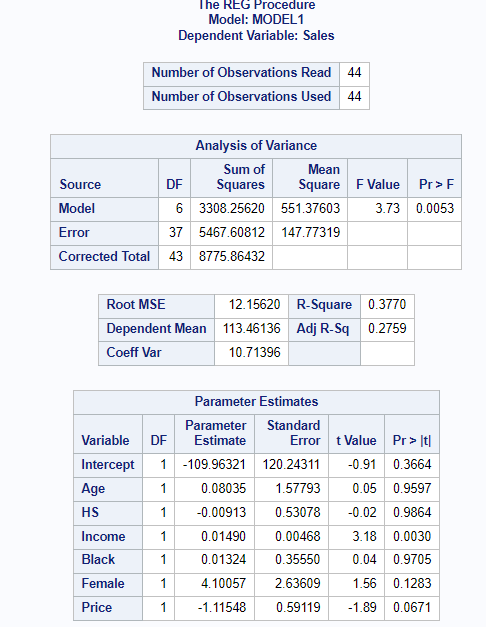 The REG Procedure
Model: MODEL1
Dependent Variable: Sales
Number of Observations Read 44
Number of Observations Used 44
Analysis of Variance
Source DF Sum of Squares Mean Square F Value Pr > F
Model 6 3308.25620 551.37603 3.73 0.0053
Error 37 5467.60812 147.77319
Corrected Total 43 8775.86432
Root MSE 12.15620 R-Square 0.3770
Dependent Mean 113.46136 Adj R-Sq 0.2759
Coeff Var 10.71396
Parameter Estimates
Variable DF Parameter Estimate Standard Error t Value Pr > |t|
Intercept 1 -109.96321 120.24311 -0.91 0.3664
Age 1 0.08035 1.57793 0.05 0.9597
HS 1 -0.00913 0.53078 -0.02 0.9864
Income 1 0.01490 0.00468 3.18 0.0030
Black 1 0.01324 0.35550 0.04 0.9705
Female 1 4.10057 2.63609 1.56 0.1283
Price 1 -1.11548 0.59119 -1.89 0.0671